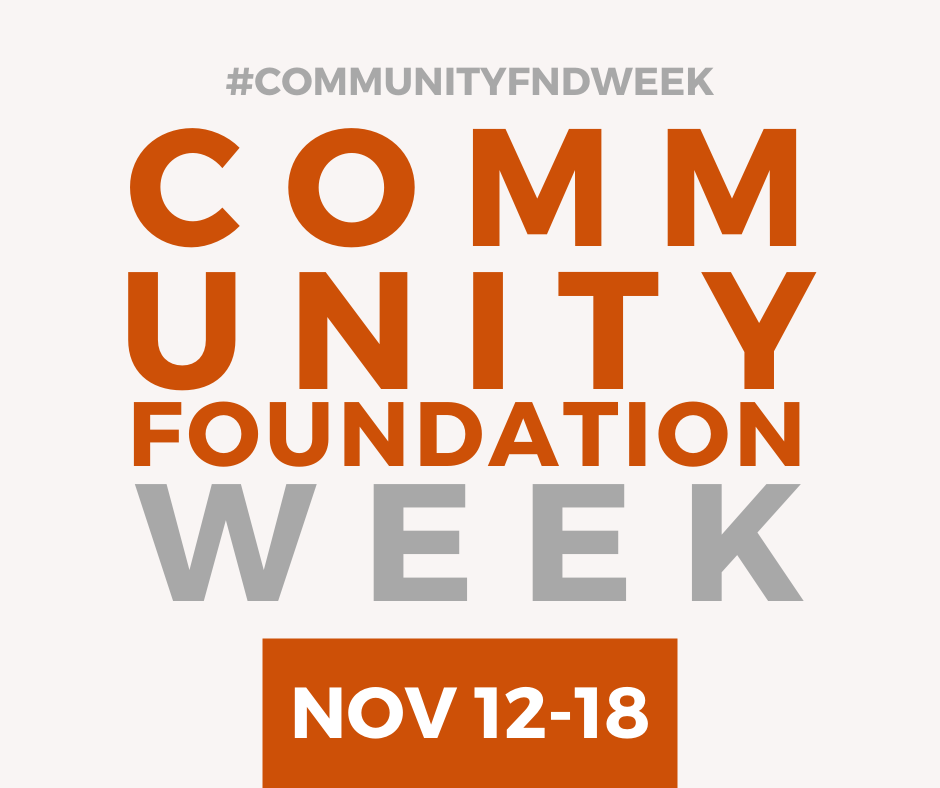 #COMMUNITYFNDWEEK
COMM
UNITY
FOUNDATION
WEEK
NOV 12-18